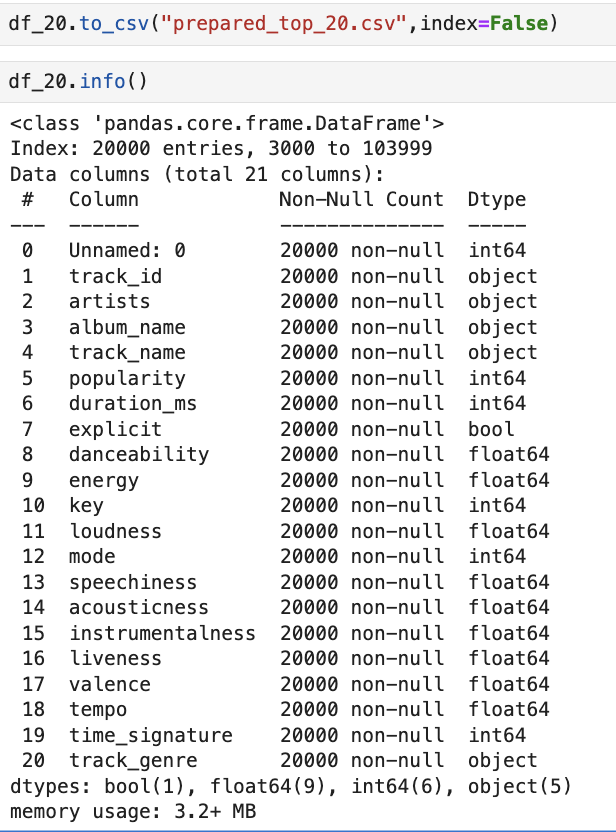 df_20.to_csv("prepared_top_20.csv",index=False)
df_20.info()
<class 'pandas.core.frame.DataFrame'>
Index: 20000 entries, 3000 to 103999
Data columns (total 21 columns):
 #   Column            Non-Null Count  Dtype
---  ------            --------------  -----
 0   Unnamed: 0        20000 non-null  int64
 1   track_id          20000 non-null  object
 2   artists           20000 non-null  object
 3   album_name        20000 non-null  object
 4   track_name        20000 non-null  object
 5   popularity        20000 non-null  int64
 6   duration_ms       20000 non-null  int64
 7   explicit          20000 non-null  bool
 8   danceability      20000 non-null  float64
 9   energy            20000 non-null  float64
 10  key               20000 non-null  int64
 11  loudness          20000 non-null  float64
 12  mode              20000 non-null  int64
 13  speechiness       20000 non-null  float64
 14  acousticness      20000 non-null  float64
 15  instrumentalness  20000 non-null  float64
 16  liveness          20000 non-null  float64
 17  valence           20000 non-null  float64
 18  tempo             20000 non-null  float64
 19  time_signature    20000 non-null  int64
 20  track_genre       20000 non-null  object
dtypes: bool(1), float64(9), int64(6), object(5)
memory usage: 3.2+ MB